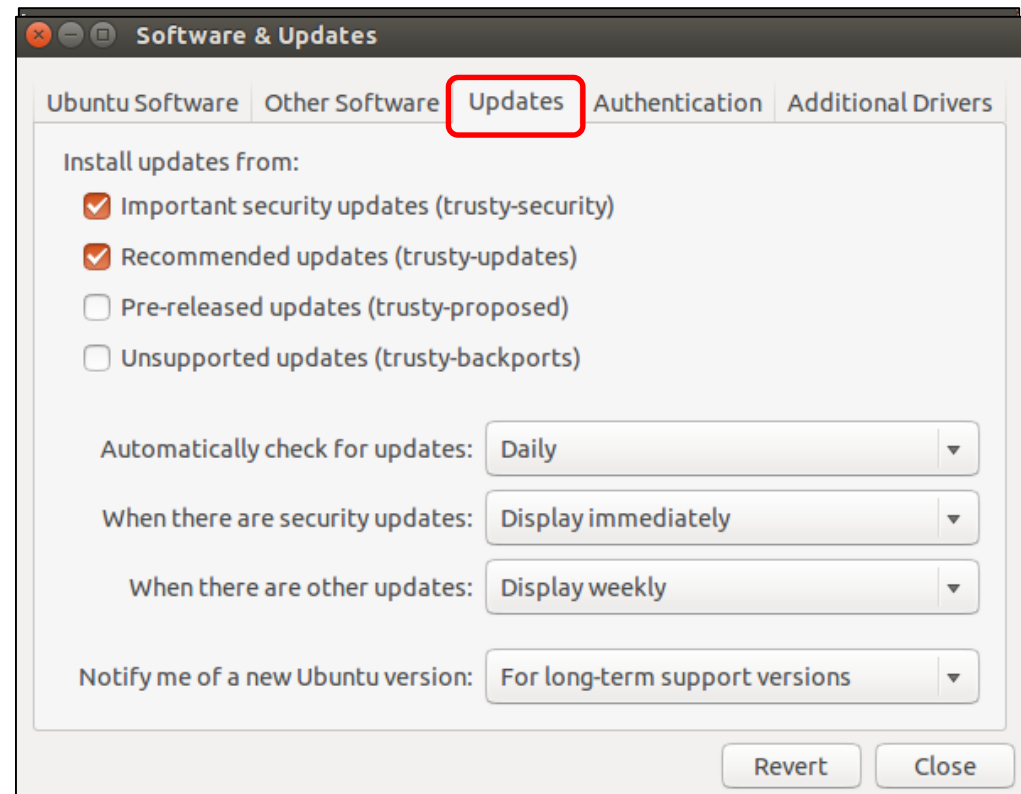 Software & Updates
Ubuntu Software Other Software Updates Authentication Additional Drivers
Install updates from:
Important security updates (trusty-security)
Recommended updates (trusty-updates)
Pre-released updates (trusty-proposed)
Unsupported updates (trusty-backports)
Automatically check for updates: Daily
When there are security updates: Display immediately
When there are other updates: Display weekly
Notify me of a new Ubuntu version: For long-term support versions
Revert Close